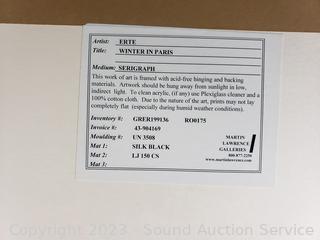 Artist: ERTE
Title: WINTER IN PARIS
Medium: SERIGRAPH
This work of art is framed with acid-free hinging and backing
materials. Artwork should be hung away from sunlight in low,
indirect light. To clean acrylic, (if any) use Plexiglass cleaner and a
100% cotton cloth. Due to the nature of the art, prints may not lay
completely flat (especially during humid weather conditions).
Inventory #: GRER199136 RO0175
Invoice #: 43-904169
Moulding #: UN 3508
Mat 1: SILK BLACK
Mat 2: LJ 150 CS
Mat 3:
MARTIN
LAWRENCE
GALLERIES
800-877-2250
www.martinlawrence.com
Copyright 2023 Sound Auction Service